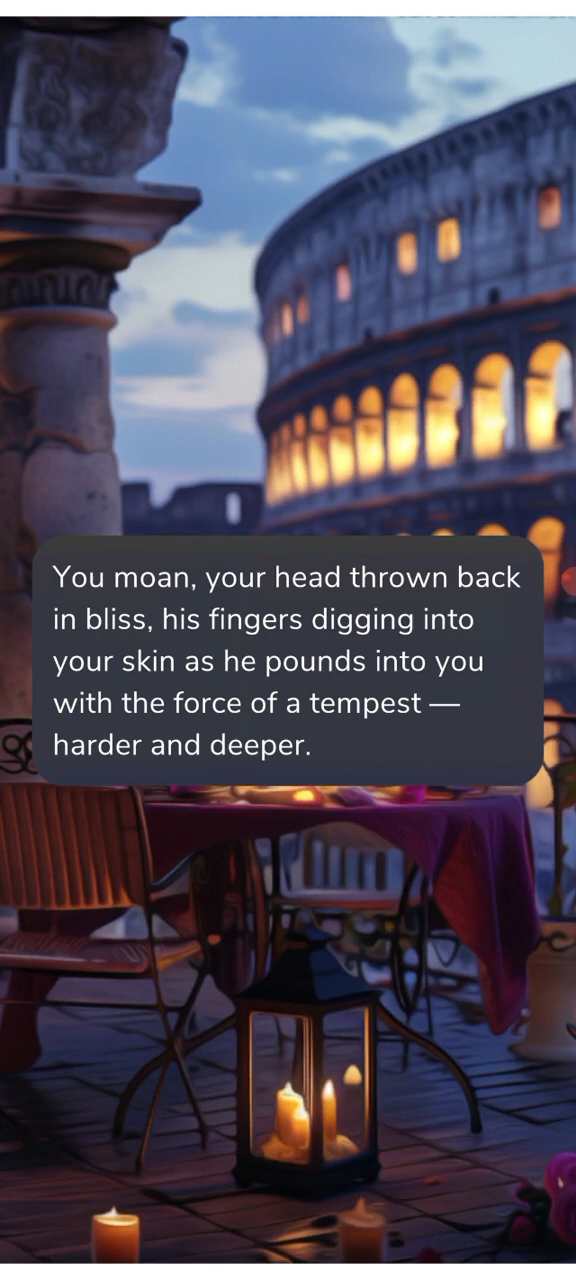 You moan, your head thrown back
in bliss, his fingers digging into
your skin as he pounds into you
with the force of a tempest —
harder and deeper.